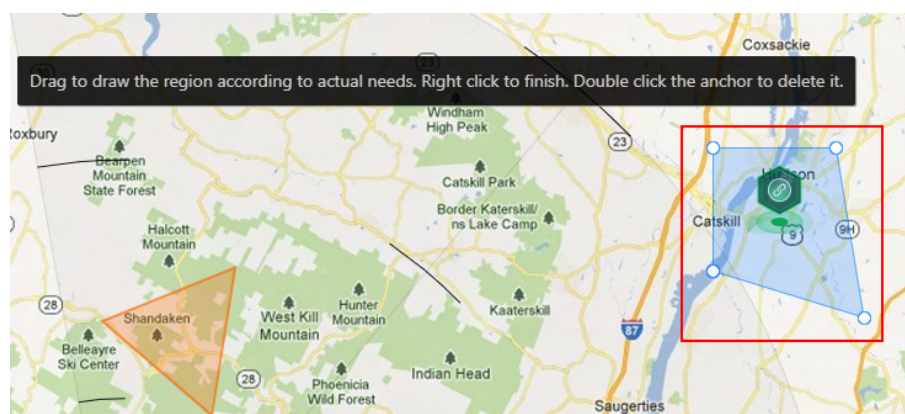 Coxsackie
23
Drag to draw the region according to actual needs. Right click to finish. Double click the anchor to delete it.
Windham
High Peak
Roxbury
23
Bearpen
Mountain
State Forest
Catskill Park
Border Katerskill/
ns Lake Camp
Catskill
9
9H
Halcott
Mountain
28
Shandaken
West Kill
Mountain
Hunter
Mountain
Kaaterskill
87
Belleayre
Ski Center
28
Phoenicia
Wild Forest
Indian Head
Saugerties